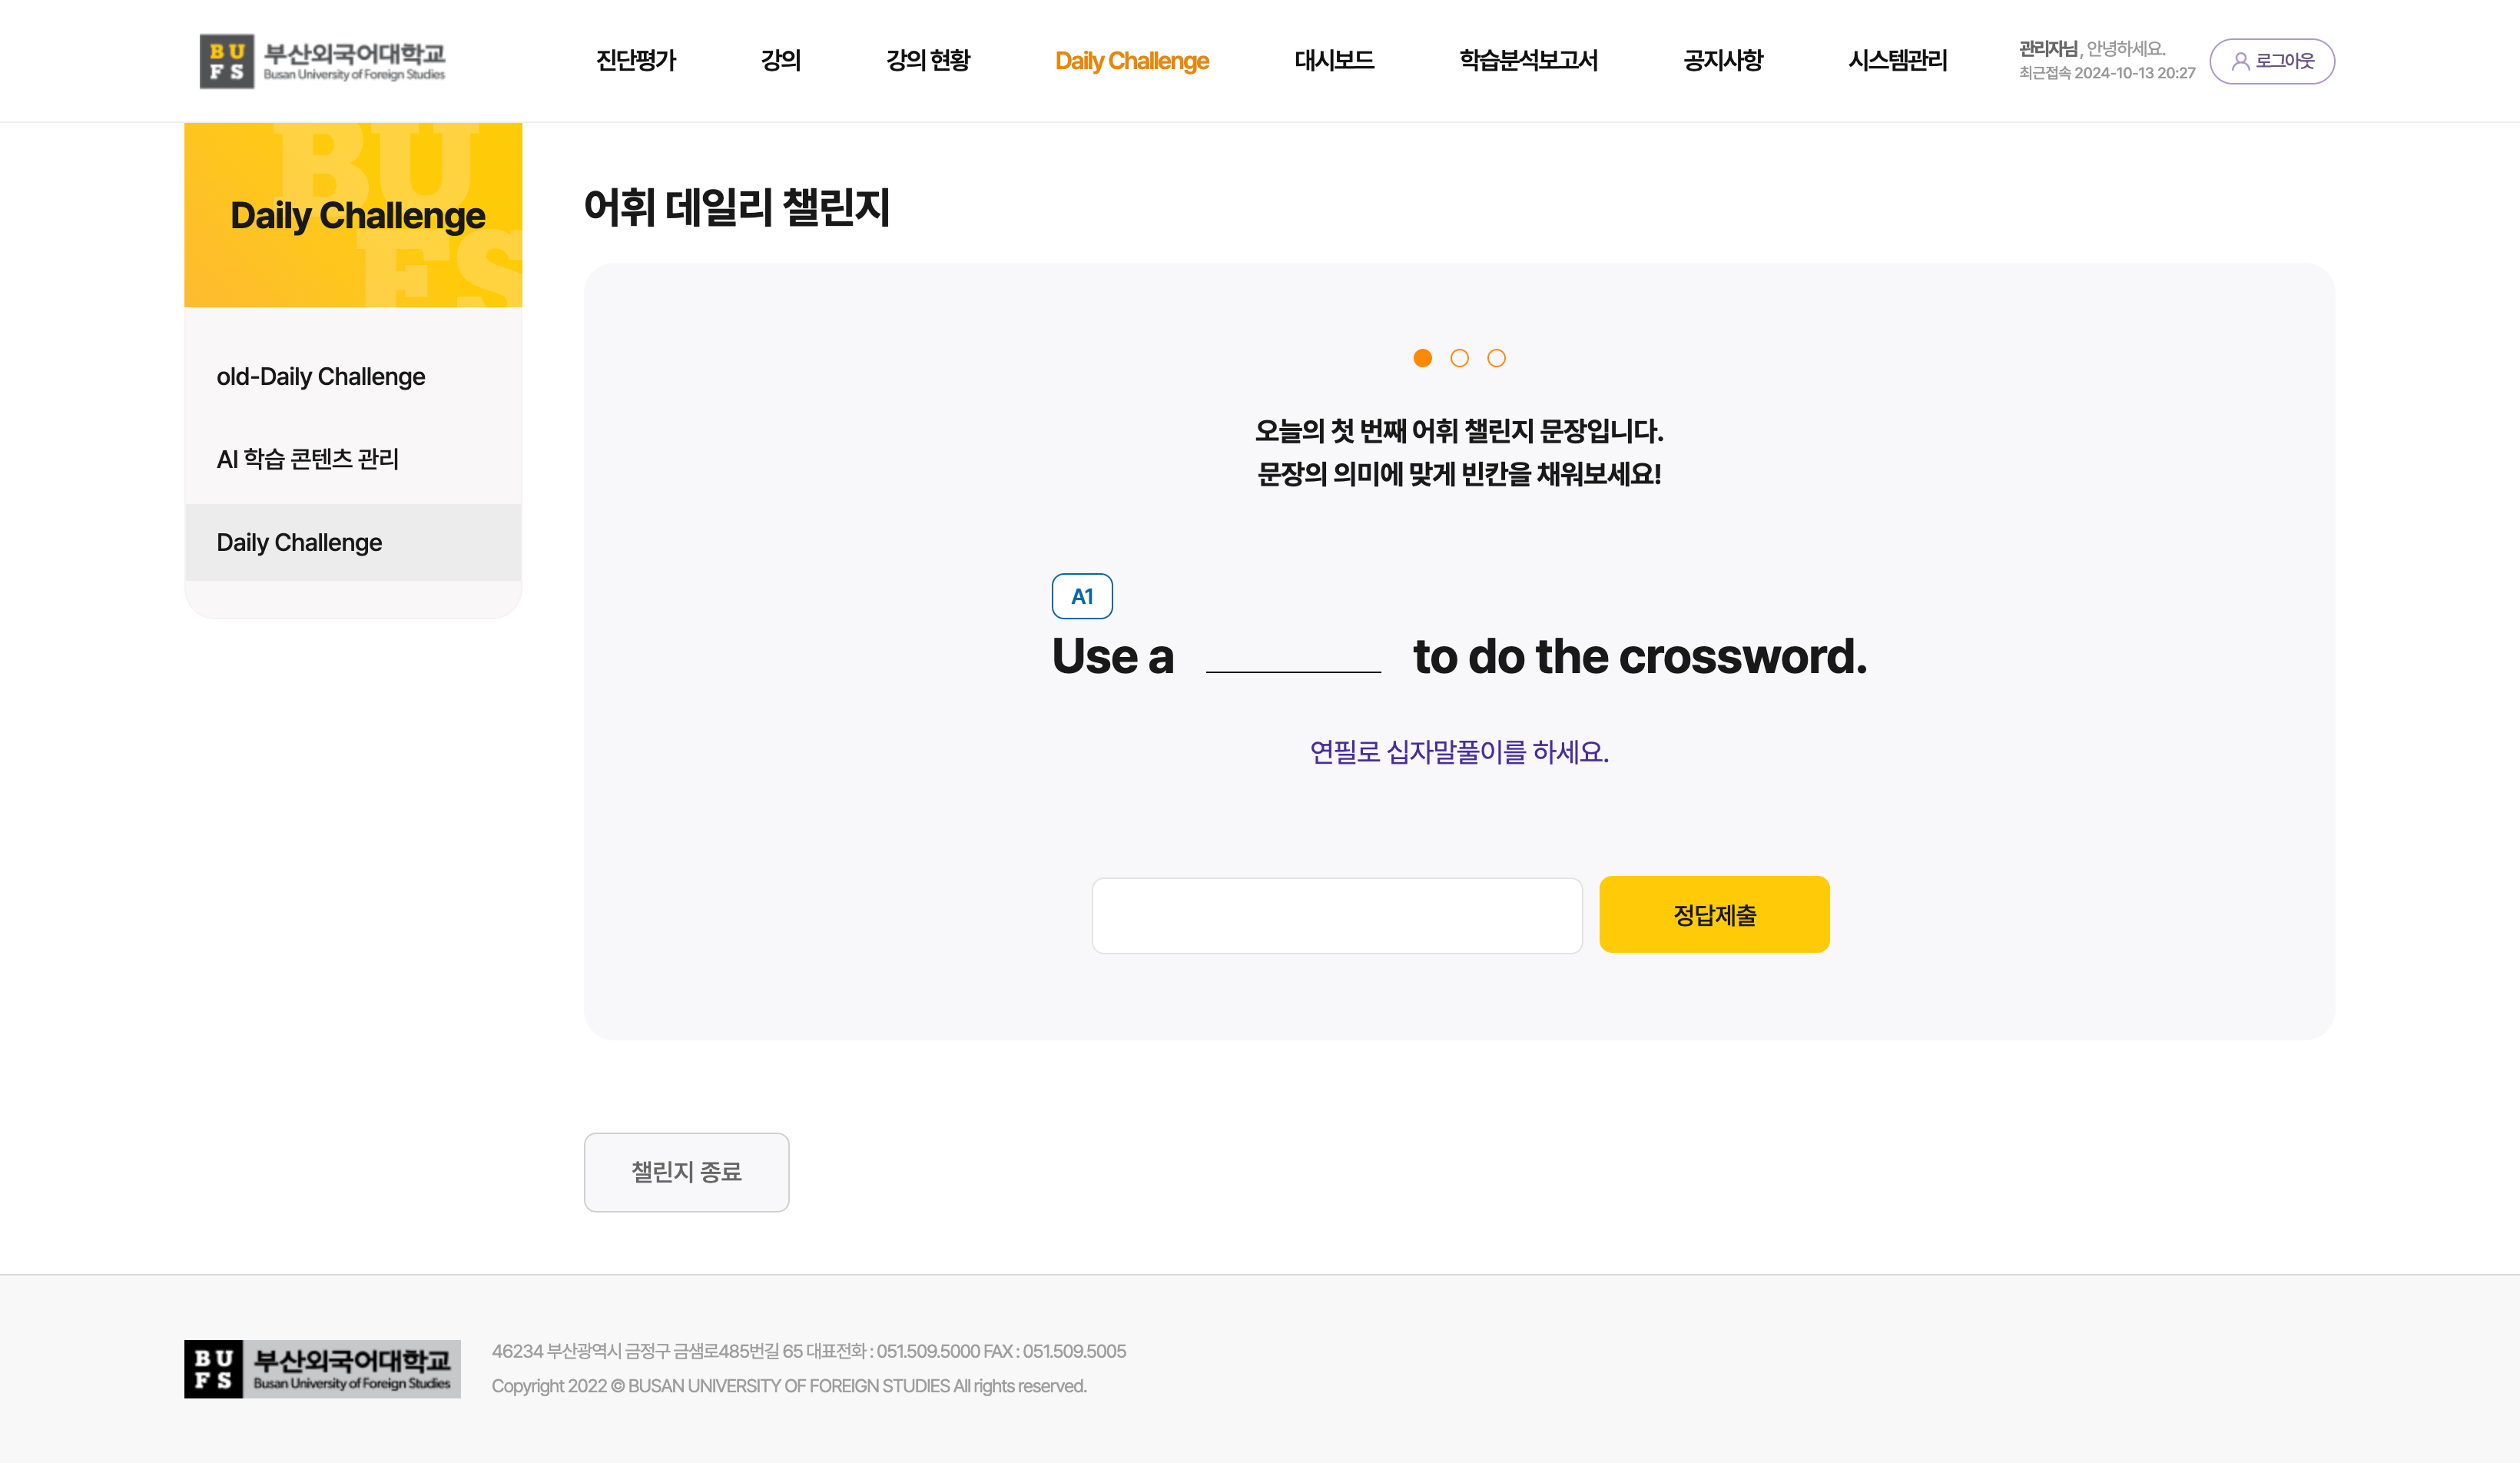 BU
FS
부산외국어대학교
Busan University of Foreign Studies
진단평가
강의
강의 현황
Daily Challenge
대시보드
학습분석보고서
공지사항
시스템관리
관리자님, 안녕하세요.
최근접속 2024-10-13 20:27
로그아웃
BU
FS
Daily Challenge
old-Daily Challenge
AI 학습 콘텐츠 관리
Daily Challenge
어휘 데일리 챌린지
오늘의 첫 번째 어휘 챌린지 문장입니다.
문장의 의미에 맞게 빈칸을 채워보세요!
A1
Use a ________ to do the crossword.
연필로 십자말풀이를 하세요.
정답제출
챌린지 종료
BU
FS
부산외국어대학교
Busan University of Foreign Studies
46234 부산광역시 금정구 금샘로485번길 65 대표전화 : 051.509.5000 FAX : 051.509.5005
Copyright 2022 © BUSAN UNIVERSITY OF FOREIGN STUDIES All rights reserved.